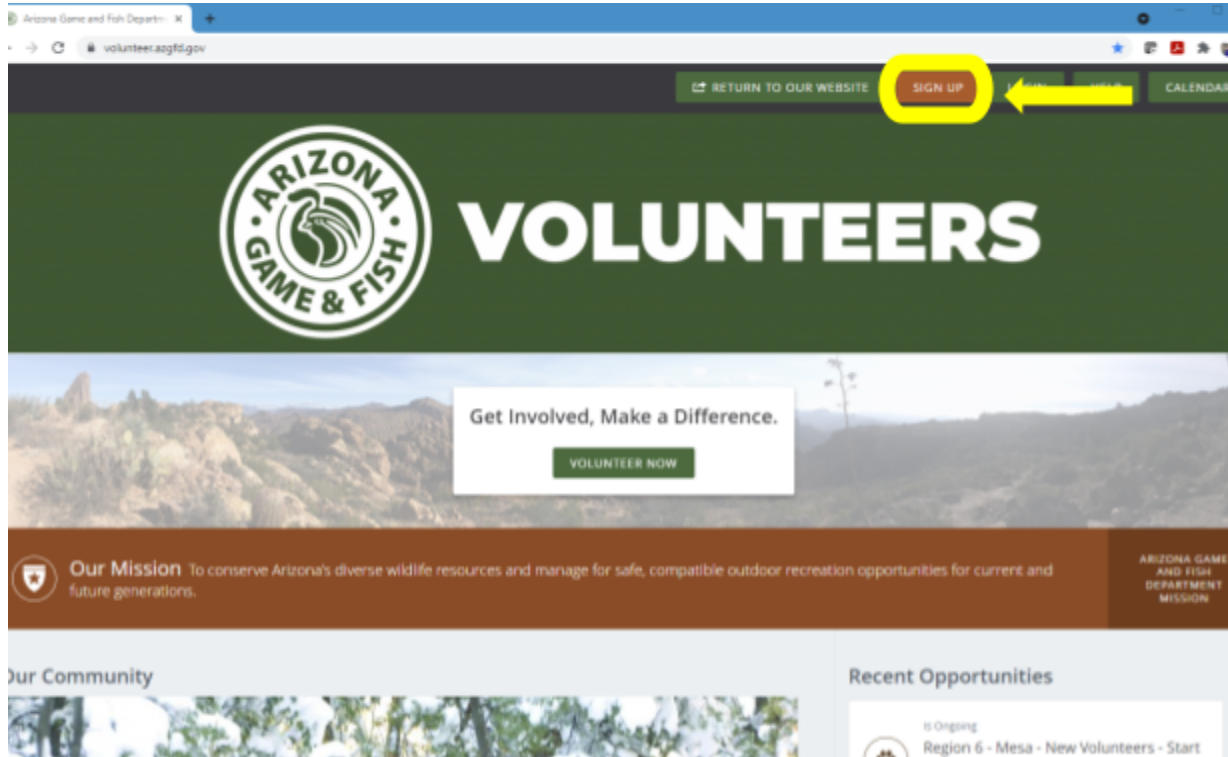 Arizona Game and Fish Departm
volunteer.azgfd.gov
RETURN TO OUR WEBSITE SIGN UP LOGIN HELP CALENDAR
ARIZONA
GAME & FISH
VOLUNTEERS
Get Involved, Make a Difference.
VOLUNTEER NOW
Our Mission To conserve Arizona's diverse wildlife resources and manage for safe, compatible outdoor recreation opportunities for current and
future generations.
ARIZONA GAME
AND FISH
DEPARTMENT
MISSION
Our Community
Recent Opportunities
Is Ongoing
Region 6 - Mesa - New Volunteers - Start